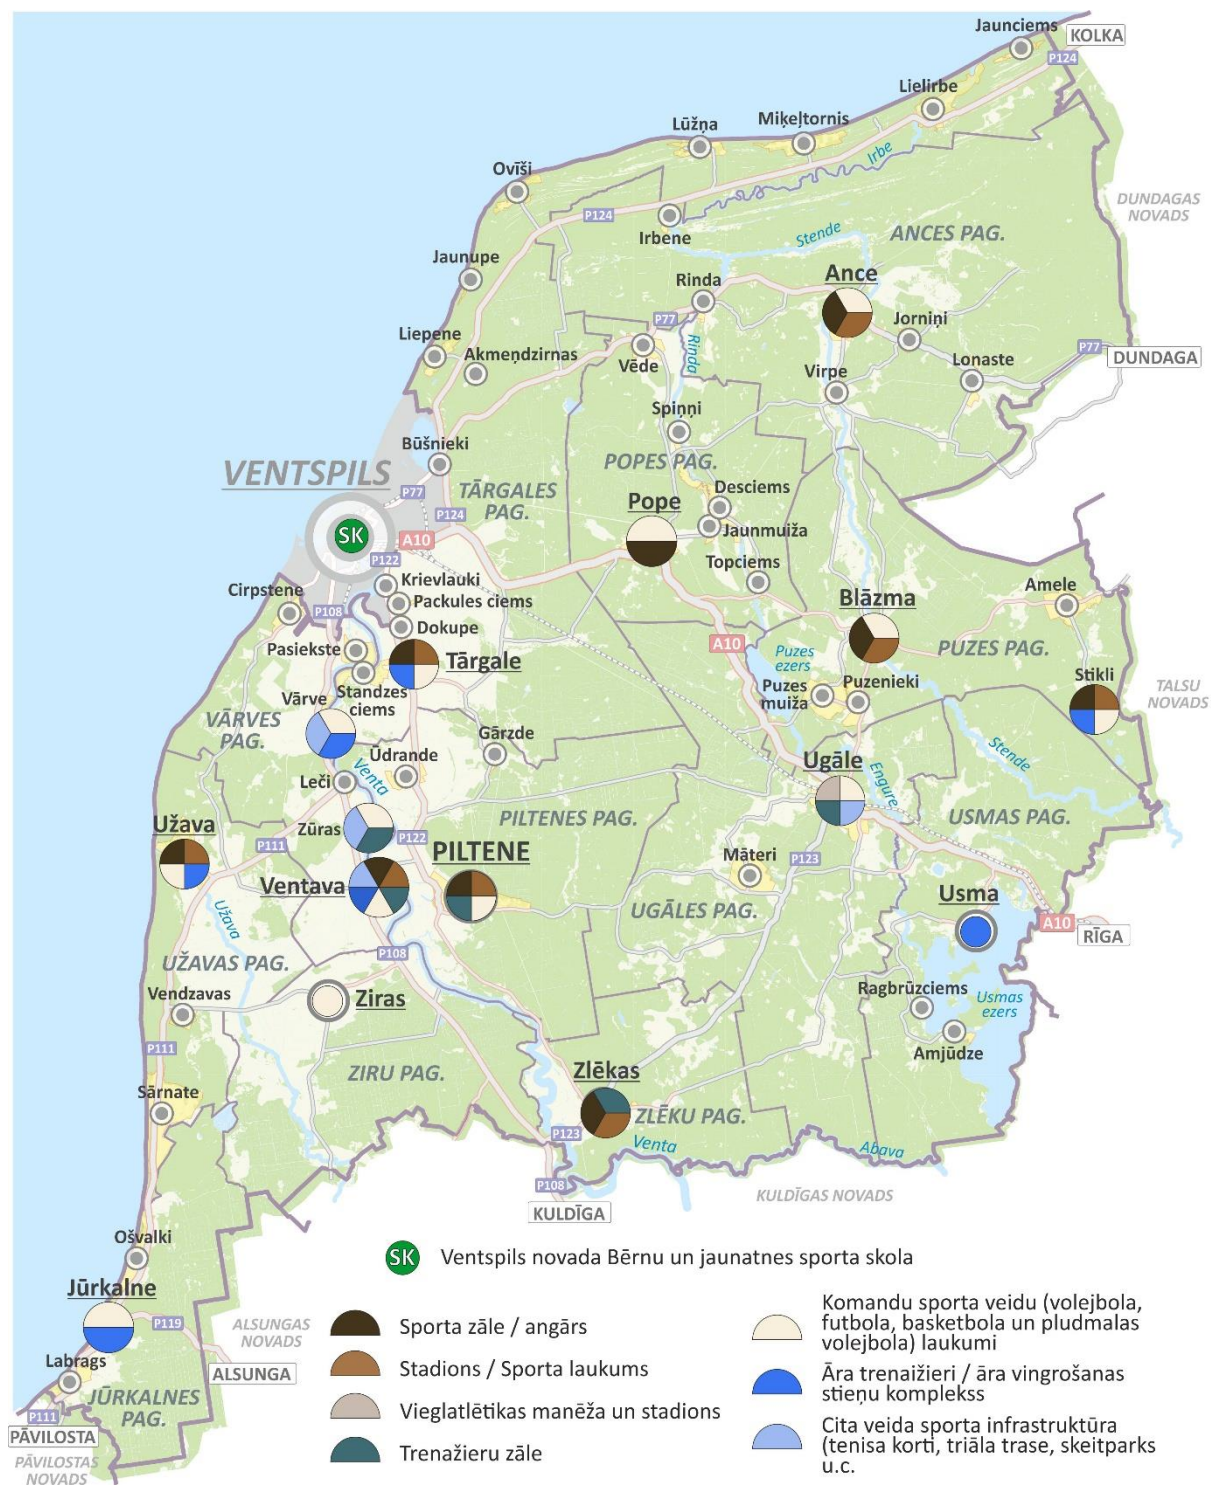 Jaunciems
KOLKA
P124
Lielirbe
Miķeļtornis
Lūžņa
Irbe
Ovīši
DUNDAGAS
NOVADS
P124
Irbene
Stende
ANCES PAG.
Jaunupe
Rinda
Ance
P77
Jorniņi
Liepene
Akmeņdzirnas
Vēde
Rinda
Virpe
Lonaste
P77
DUNDAGA
Spiņņi
Būšnieki
POPES PAG.
VENTSPILS
P77
TĀRGALES
PAG.
Desciems
Pope
P124
SK
A10
Jaunmuiža
P122
Topciems
Krievlauki
Cirpstene
Packules ciems
Blāzma
Amele
P108
Dokupe
A10
Pasiekste
Tārgale
Puzes
ezers
PUZES PAG.
Standzes
ciems
Puzes
muiža
Puzenieki
Stikli
TALSU
NOVADS
Vārve
VĀRVES
PAG.
Gārzde
Ūdrande
Venta
Leči
Ugāle
Engure
Stende
Užava
Zūras
PILTENES PAG.
USMAS PAG.
P111
P122
PILTENE
Māteri
P123
Ventava
Usma
Užava
UGĀLES PAG.
A10
RĪGA
P108
UŽAVAS PAG.
Vendzavas
Ziras
Ragbrūzciems
Usmas
ezers
Amjūdze
P111
ZIRU PAG.
Zlēkas
Sārnate
ZLĒKU PAG.
P123
Venta
Abava
P108
KULDĪGAS NOVADS
KULDĪGA
Ošvalki
SK Ventspils novada Bērnu un jaunatnes sporta skola
Jūrkalne
P119
ALSUNGAS
NOVADS
Labrags
ALSUNGA
JŪRKALNES
PAG.
P111
PĀVILOSTA
PĀVILOSTAS
NOVADS
Sporta zāle / angārs
Stadions / Sporta laukums
Vieglatlētikas manēža un stadions
Trenažieru zāle
Komandu sporta veidu (volejbola,
futbola, basketbola un pludmalas
volejbola) laukumi
Āra trenaižieri / āra vingrošanas
stieņu komplekss
Cita veida sporta infrastruktūra
(tenisa korti, triāla trase, skeitparks
u.c.